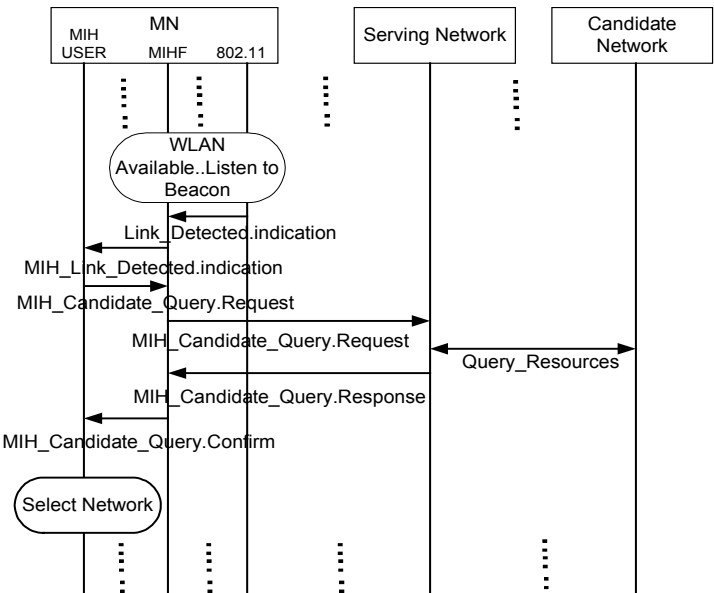 MN
MIH
USER
MIHF
802.11
Serving Network
Candidate
Network
WLAN
Available..Listen to
Beacon
Link_Detected.indication
MIH_Link_Detected.indication
MIH_Candidate_Query.Request
MIH_Candidate_Query.Request
Query_Resources
MIH_Candidate_Query.Response
MIH_Candidate_Query.Confirm
Select Network